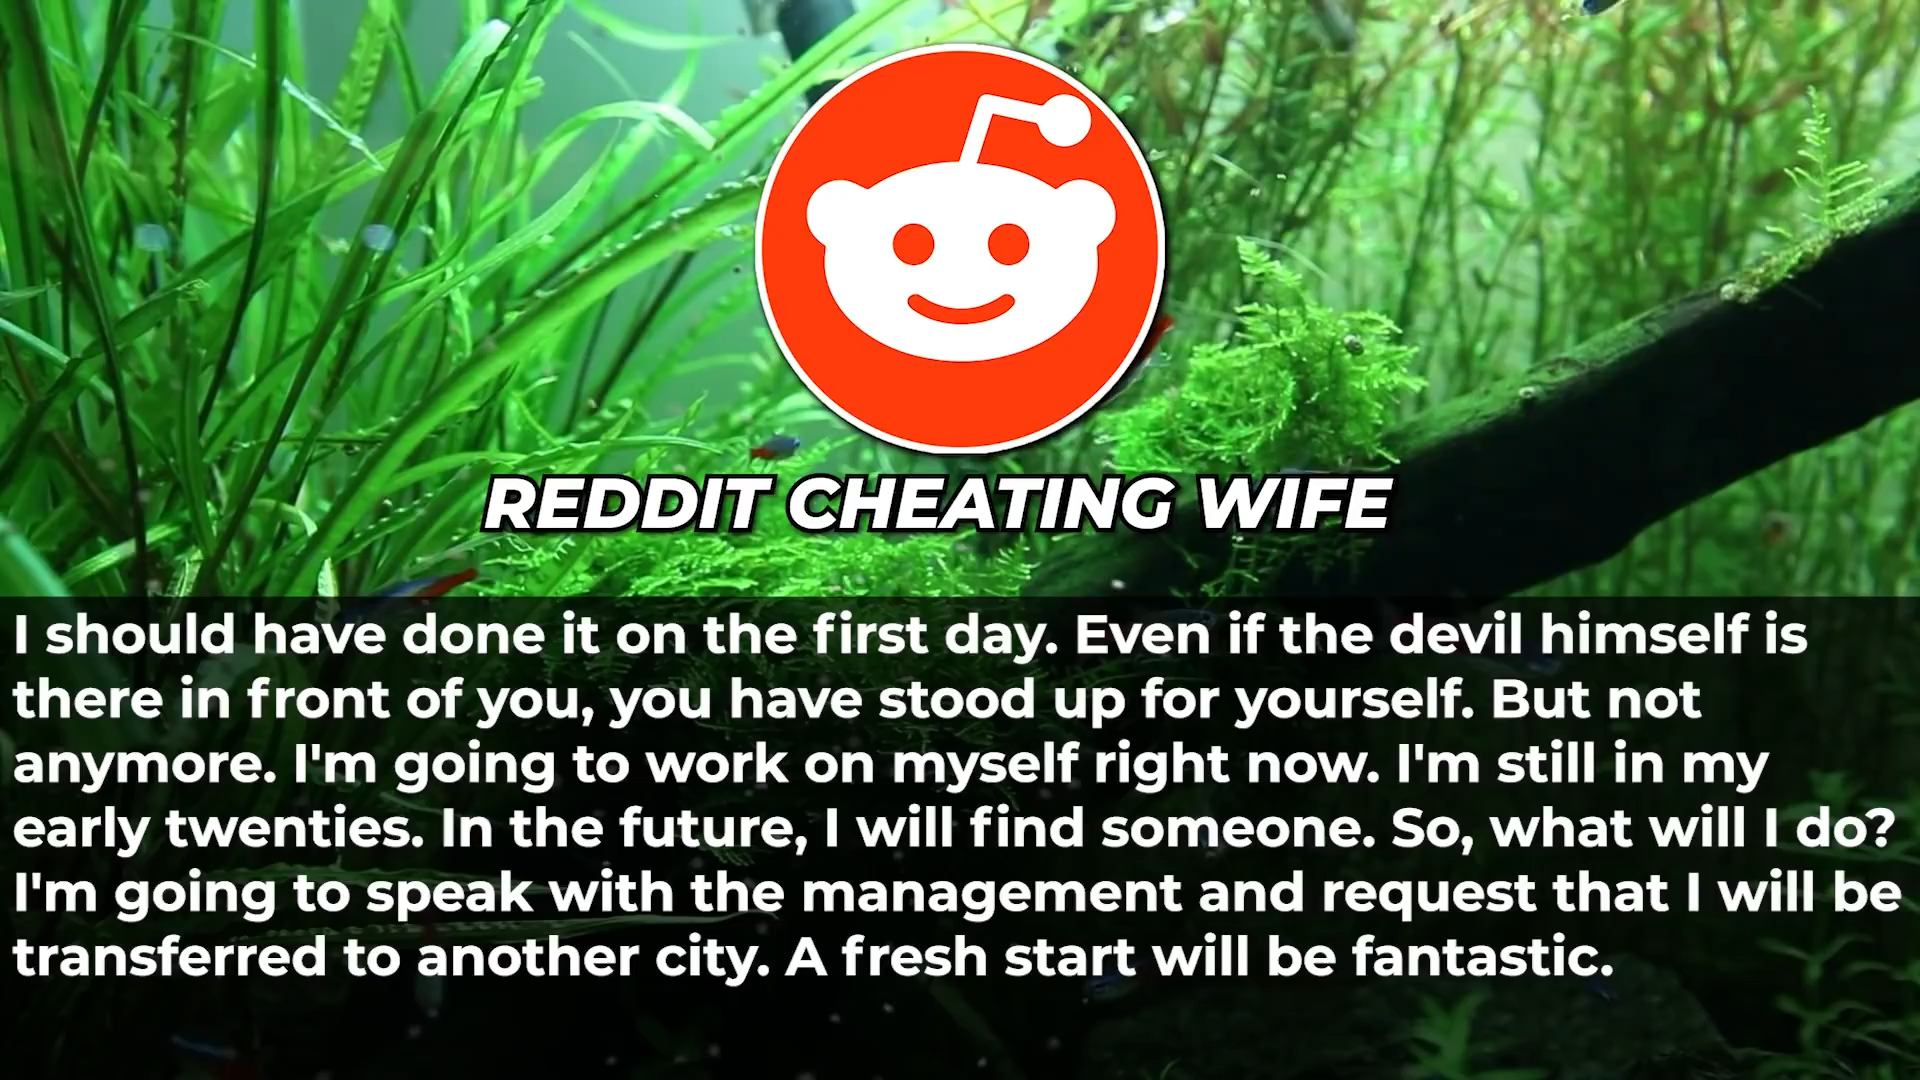 REDDIT CHEATING WIFE
I should have done it on the first day. Even if the devil himself is
there in front of you, you have stood up for yourself. But not
anymore. I'm going to work on myself right now. I'm still in my
early twenties. In the future, I will find someone. So, what will I do?
I'm going to speak with the management and request that I will be
transferred to another city. A fresh start will be fantastic.